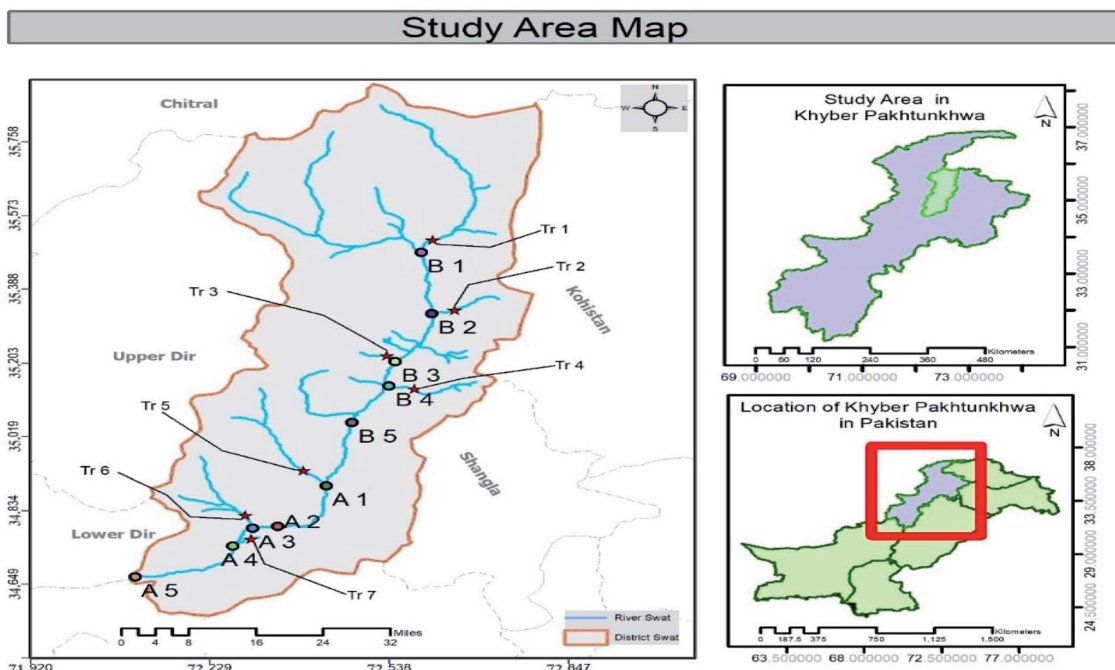 Study Area Map
Chitral
N
W E
S
36,758
35,573
35,388
35,203
35,019
34,834
34,649
Tr 1
B 1
Tr 2
Tr 3
B 2
Kohistan
Upper Dir
B 3
Tr 4
B 4
Tr 5
B 5
Shangla
Tr 6
A 1
Lower Dir
A 2
A 3
A 4
A 5
Tr 7
River Swat
District Swat
Miles
0 4 8 16 24 32
71.920 72.229 72.538 72.847
Study Area in
Khyber Pakhtunkhwa
N
37.000000
35.000000
33.000000
31.000000
Kilometers
0 60 120 240 360 480
69.000000 71.000000 73.000000
Location of Khyber Pakhtunkhwa
in Pakistan
N
38.000000
33.500000
29.000000
24.500000
Kilometers
0 187.5 375 750 1,125 1,500
63.500000 68.000000 72.500000 77.000000